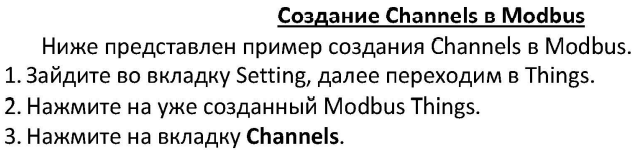 Создание Channels в Modbus
Ниже представлен пример создания Channels в Modbus.
1. Зайдите во вкладку Setting, далее переходим в Things.
2. Нажмите на уже созданный Modbus Things.
3. Нажмите на вкладку Channels.